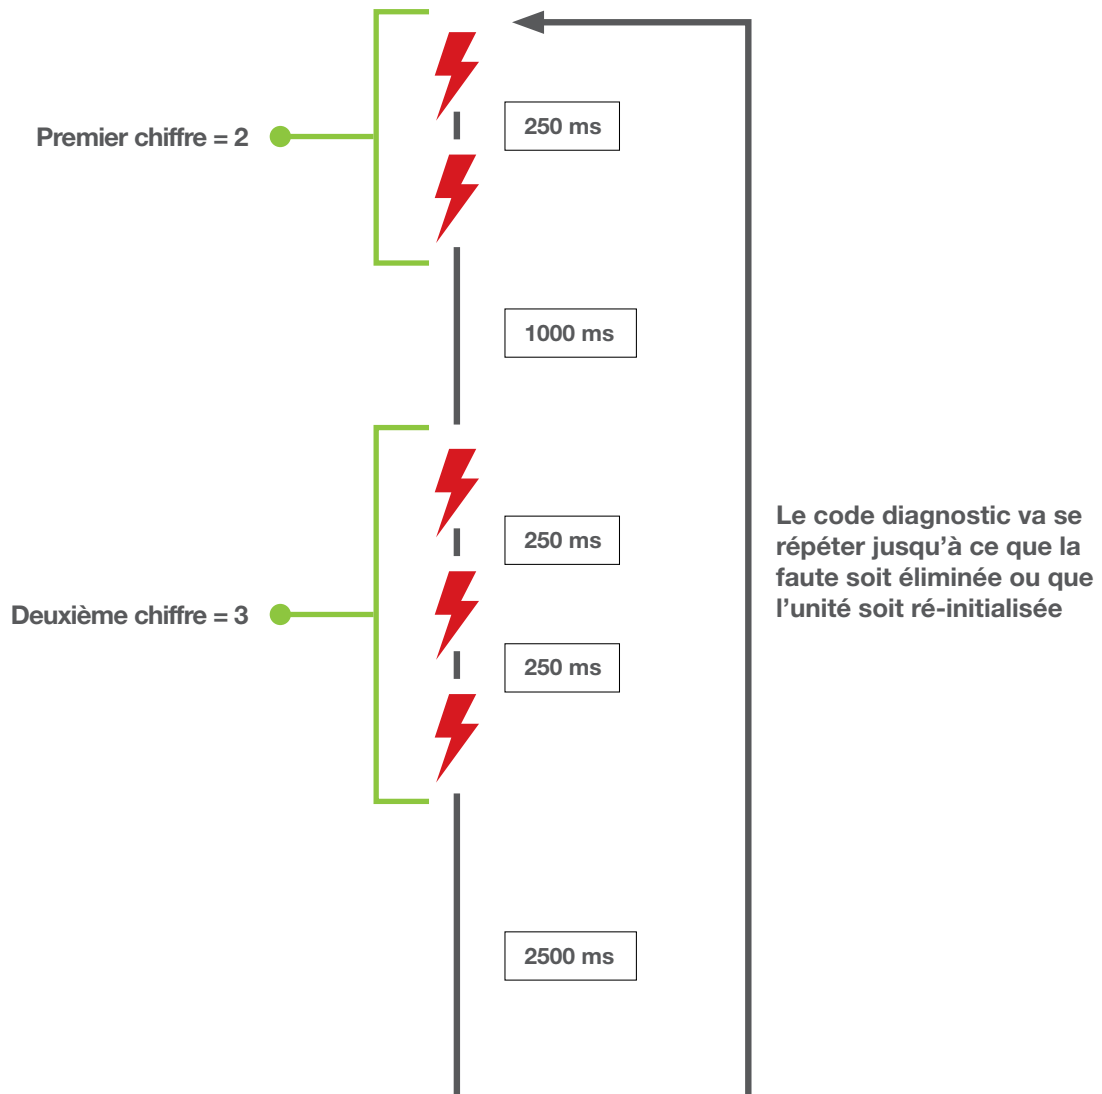 250 ms
Premier chiffre = 2
1000 ms
Le code diagnostic va se
répéter jusqu'à ce que la
faute soit éliminée ou que
l'unité soit ré-initialisée
250 ms
Deuxième chiffre = 3
250 ms
2500 ms